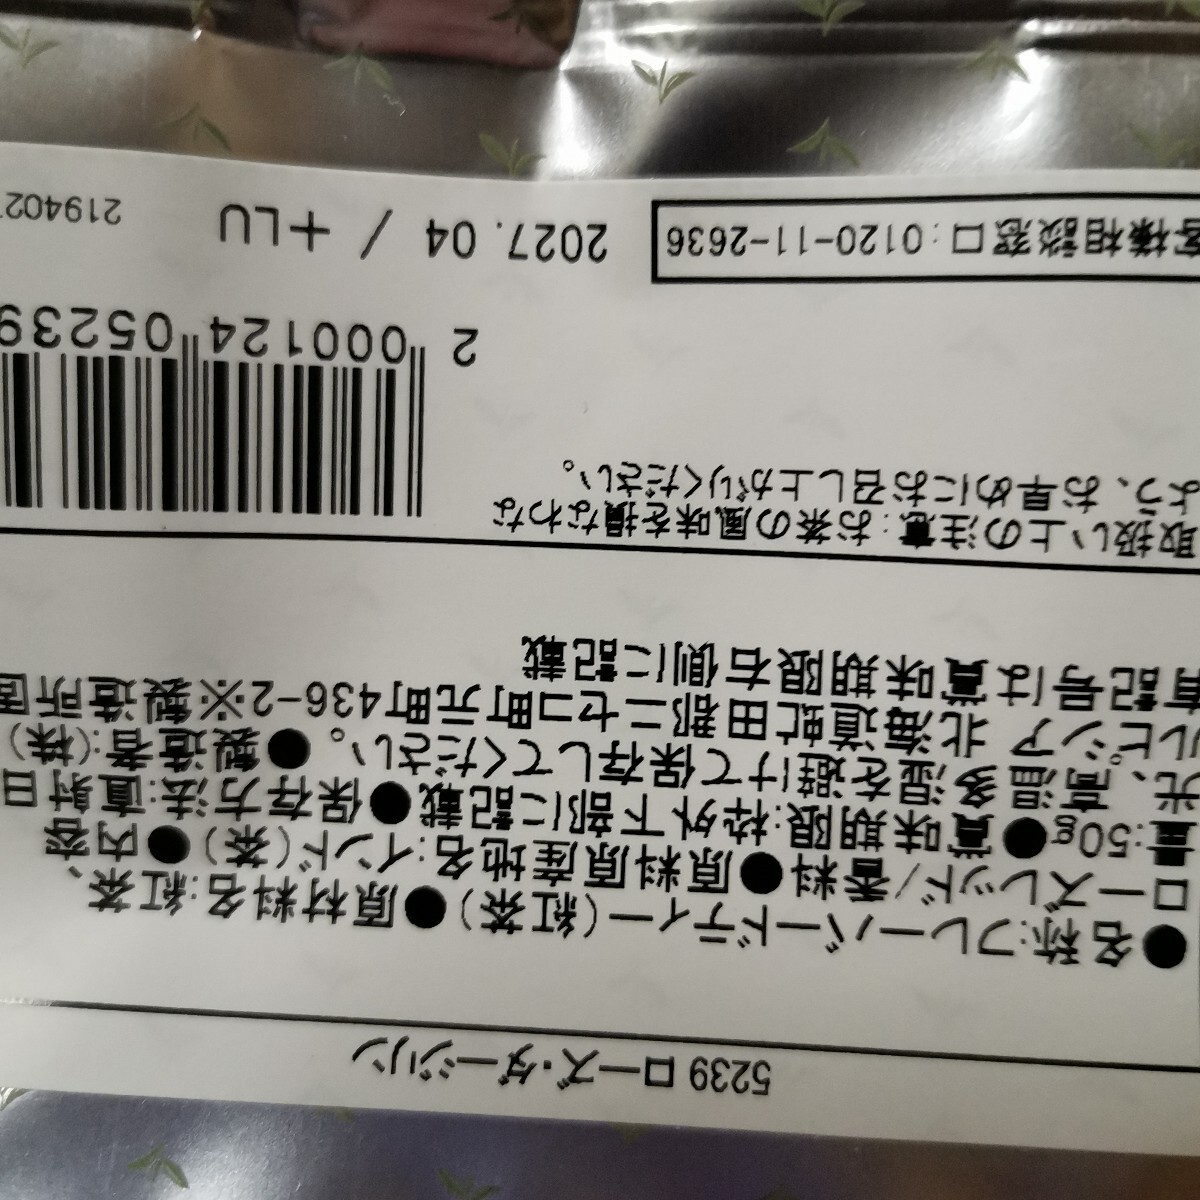 5239 ローズ・ダージリン
●名称:フレーバードティー(紅茶)●原材料名:紅茶、
ローズレッド/香料●原料原産地名:インド(茶)●内容
量:50g●賞味期限:枠外下部に記載●保存方法:直射日
光、高温多湿を避けて保存してください。●製造者:(株)
ルピシア 北海道虻田郡ニセコ町元町436-2※製造所固
有記号は賞味期限右側に記載
取扱い上の注意:お茶の風味を損なわな
よう、お早めにお召し上がりください。
2 000124 05239
客様相談窓口:0120-11-2636
2027.04 / +LU
219402